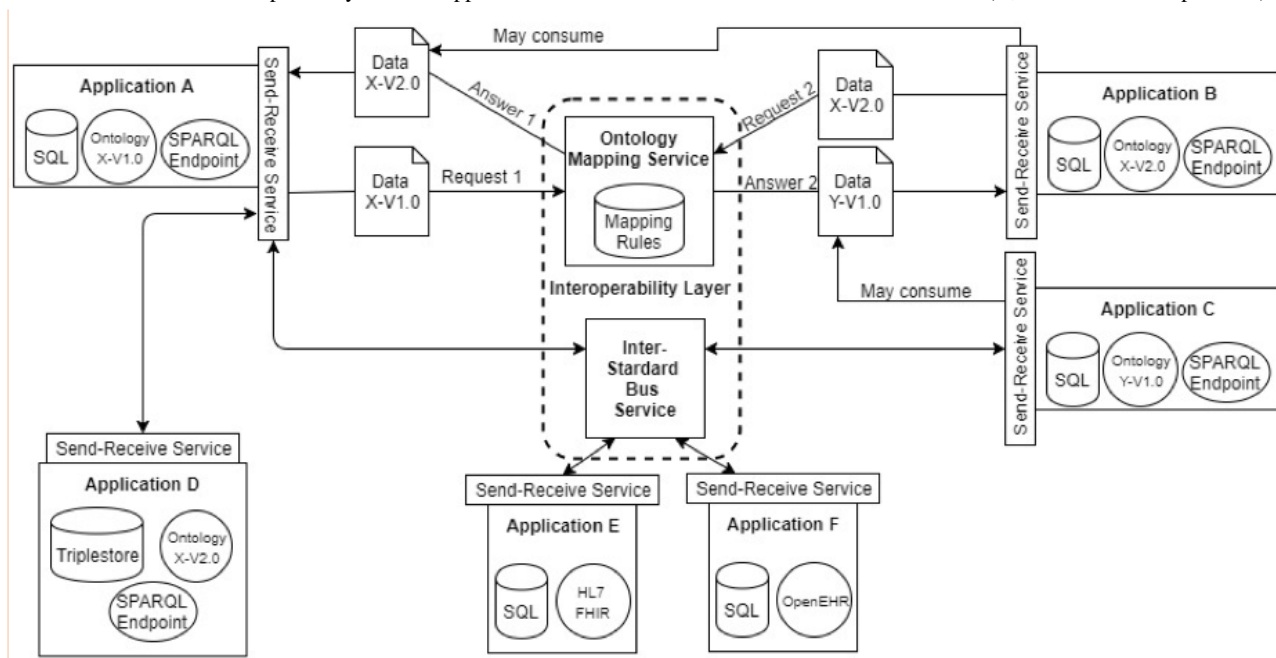 May consume
Data
X-V2.0
Data
X-V2.0
Send-Receive Service
Send-Receive Service
Application A
SQL
Ontology
X-V1.0
SPARQL
Endpoint
Answer 1
Request 2
Ontology
Mapping Service
Mapping
Rules
Application B
SQL
Ontology
X-V2.0
SPARQL
Endpoint
Request 1
Data
X-V1.0
Answer 2
Data
Y-V1.0
Interoperability Layer
May consume
Send-Receive Service
Application C
SQL
Ontology
Y-V1.0
SPARQL
Endpoint
Inter-
Stardard
Bus
Service
Send-Receive Service
Application D
Triplestore
Ontology
X-V2.0
SPARQL
Endpoint
Send-Receive Service
Application E
SQL
HL7
FHIR
Send-Receive Service
Application F
SQL
OpenEHR